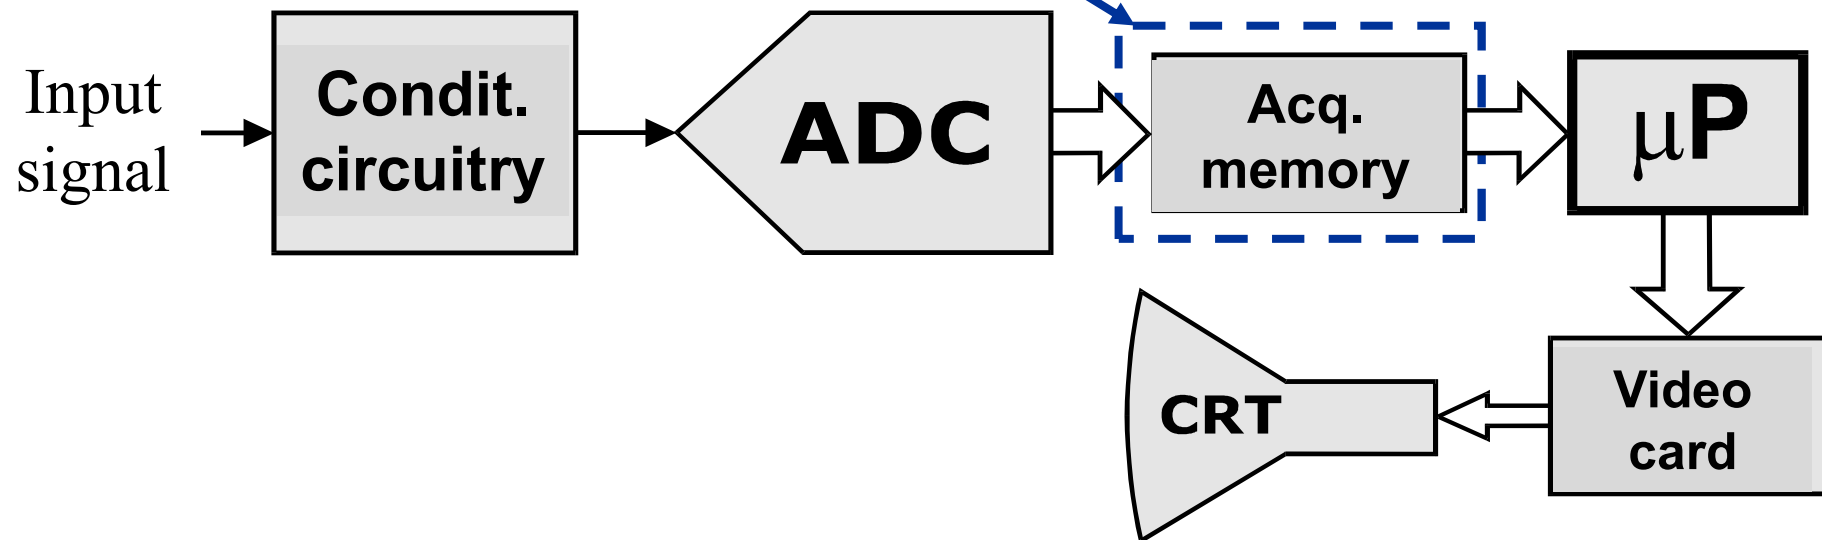 Input
signal
Condit.
circuitry
ADC
Acq.
memory
μP
Video
card
CRT